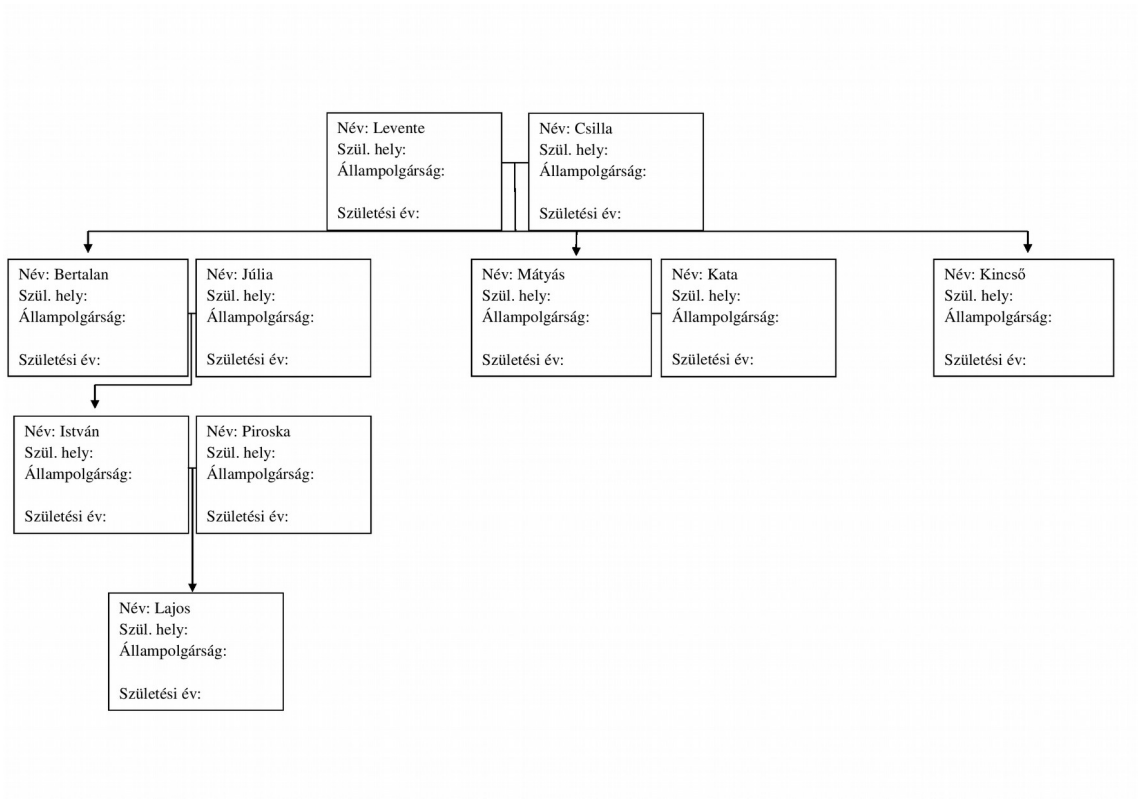 Név: Levente
Szül. hely:
Állampolgárság:
Születési év:
Név: Csilla
Szül. hely:
Állampolgárság:
Születési év:
Név: Bertalan
Szül. hely:
Állampolgárság:
Születési év:
Név: Júlia
Szül. hely:
Állampolgárság:
Születési év:
Név: Mátyás
Szül. hely:
Állampolgárság:
Születési év:
Név: Kata
Szül. hely:
Állampolgárság:
Születési év:
Név: Kincső
Szül. hely:
Állampolgárság:
Születési év:
Név: István
Szül. hely:
Állampolgárság:
Születési év:
Név: Piroska
Szül. hely:
Állampolgárság:
Születési év:
Név: Lajos
Szül. hely:
Állampolgárság:
Születési év: